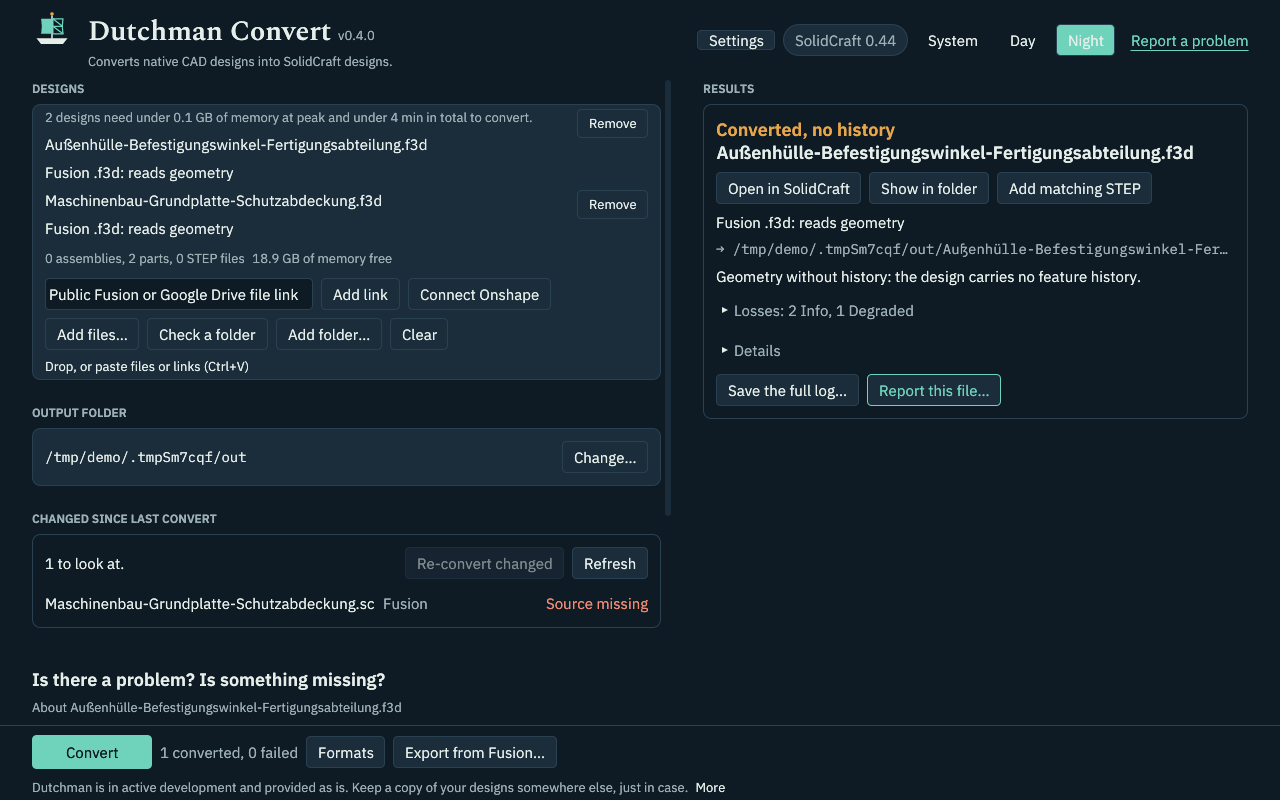 Dutchman Convert v0.4.0
Converts native CAD designs into SolidCraft designs.
Settings
SolidCraft 0.44
System
Day
Night
Report a problem
DESIGNS
2 designs need under 0.1 GB of memory at peak and under 4 min in total to convert.
Remove
Außenhülle-Befestigungswinkel-Fertigungsabteilung.f3d
Fusion .f3d: reads geometry
Maschinenbau-Grundplatte-Schutzabdeckung.f3d
Remove
Fusion .f3d: reads geometry
0 assemblies, 2 parts, 0 STEP files 18.9 GB of memory free
Public Fusion or Google Drive file link
Add link
Connect Onshape
Add files...
Check a folder
Add folder...
Clear
Drop, or paste files or links (Ctrl+V)
OUTPUT FOLDER
/tmp/demo/.tmpSm7cqf/out
Change...
CHANGED SINCE LAST CONVERT
1 to look at.
Re-convert changed
Refresh
Maschinenbau-Grundplatte-Schutzabdeckung.sc Fusion
Source missing
Is there a problem? Is something missing?
About Außenhülle-Befestigungswinkel-Fertigungsabteilung.f3d
RESULTS
Converted, no history
Außenhülle-Befestigungswinkel-Fertigungsabteilung.f3d
Open in SolidCraft
Show in folder
Add matching STEP
Fusion .f3d: reads geometry
→ /tmp/demo/.tmpSm7cqf/out/Außenhülle-Befestigungswinkel-Fer…
Geometry without history: the design carries no feature history.
▸ Losses: 2 Info, 1 Degraded
▸ Details
Save the full log...
Report this file...
Convert
1 converted, 0 failed
Formats
Export from Fusion...
Dutchman is in active development and provided as is. Keep a copy of your designs somewhere else, just in case. More